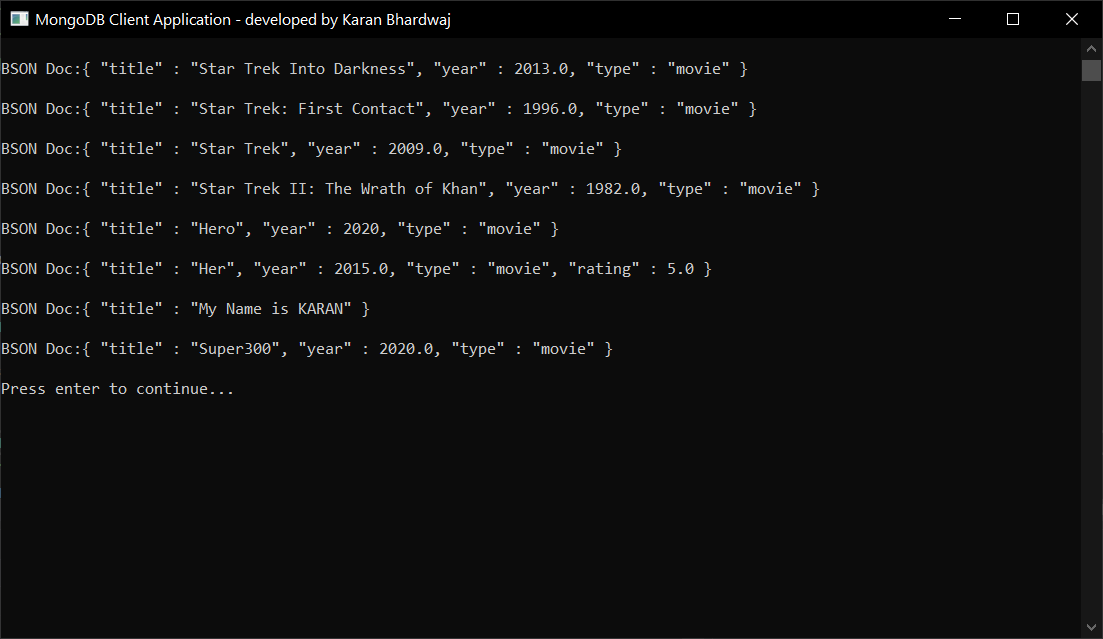 MongoDB Client Application - developed by Karan Bhardwaj
BSON Doc:{ "title" : "Star Trek Into Darkness", "year" : 2013.0, "type" : "movie" }
BSON Doc:{ "title" : "Star Trek: First Contact", "year" : 1996.0, "type" : "movie" }
BSON Doc:{ "title" : "Star Trek", "year" : 2009.0, "type" : "movie" }
BSON Doc:{ "title" : "Star Trek II: The Wrath of Khan", "year" : 1982.0, "type" : "movie" }
BSON Doc:{ "title" : "Hero", "year" : 2020, "type" : "movie" }
BSON Doc:{ "title" : "Her", "year" : 2015.0, "type" : "movie", "rating" : 5.0 }
BSON Doc:{ "title" : "My Name is KARAN" }
BSON Doc:{ "title" : "Super300", "year" : 2020.0, "type" : "movie" }
Press enter to continue...